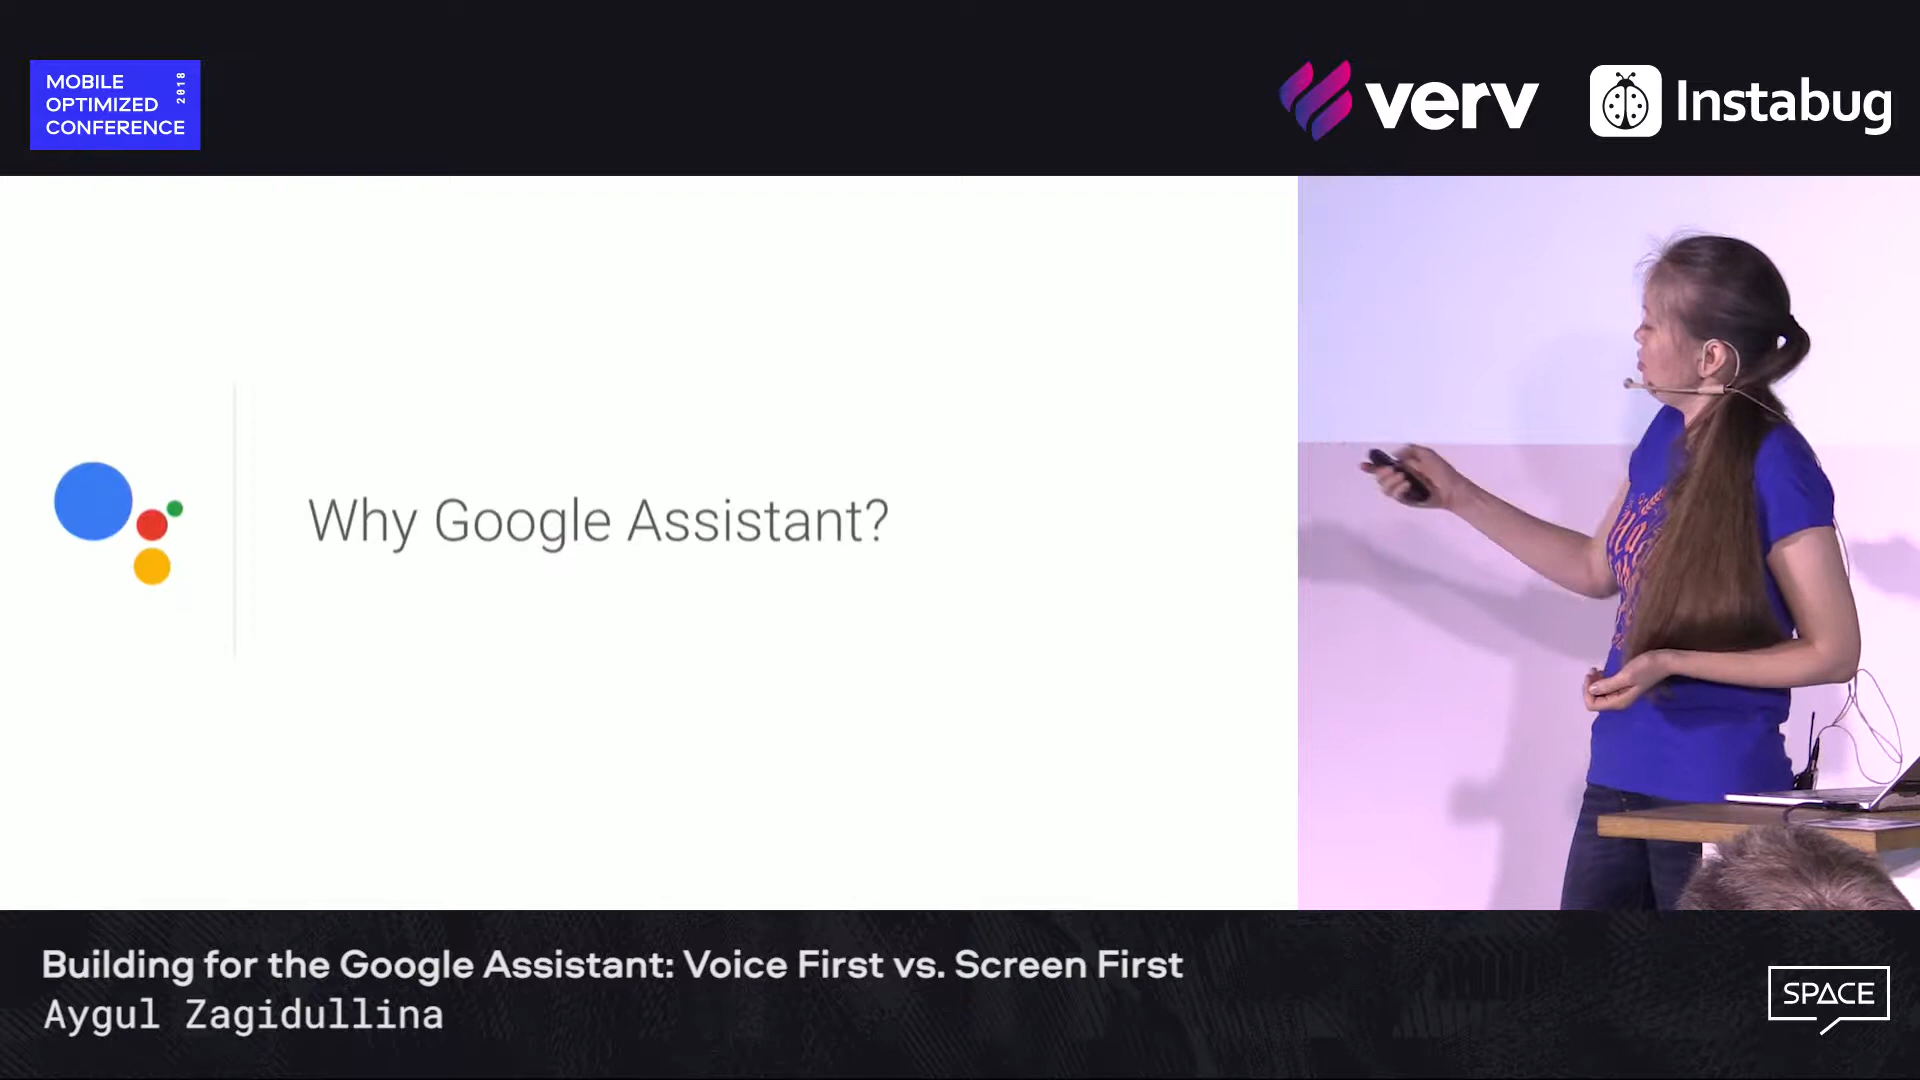 MOBILE
OPTIMIZED
CONFERENCE
2018
verv
Instabug
Why Google Assistant?
Building for the Google Assistant: Voice First vs. Screen First
Aygul Zagidullina
SPACE